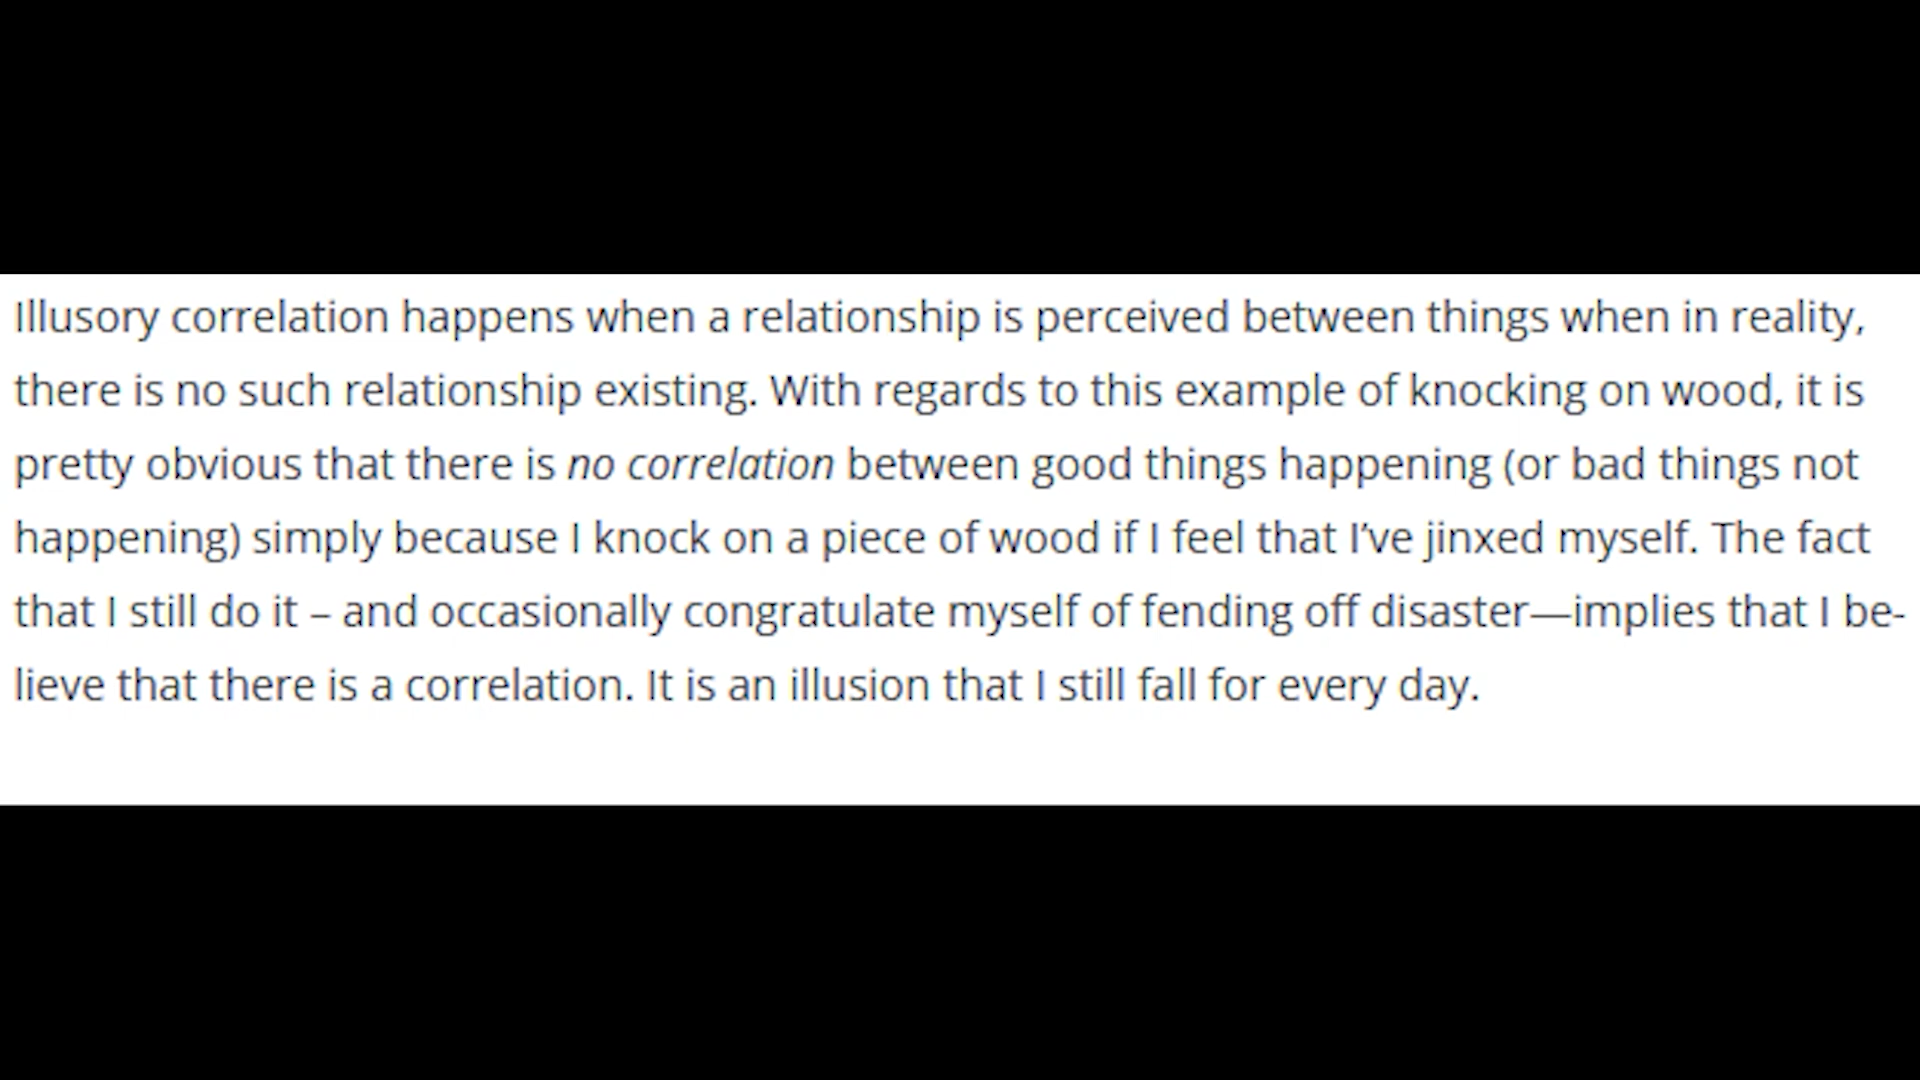 Illusory correlation happens when a relationship is perceived between things when in reality,
there is no such relationship existing. With regards to this example of knocking on wood, it is
pretty obvious that there is no correlation between good things happening (or bad things not
happening) simply because I knock on a piece of wood if I feel that I’ve jinxed myself. The fact
that I still do it – and occasionally congratulate myself of fending off disaster—implies that I be-
lieve that there is a correlation. It is an illusion that I still fall for every day.